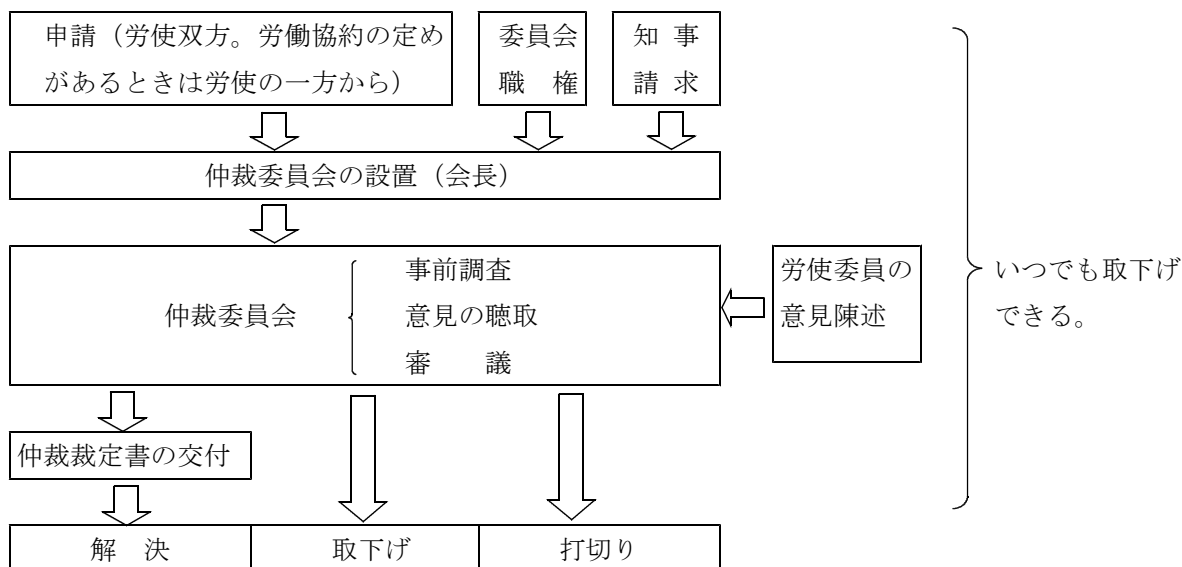 申請（労使双方。労働協約の定め
があるときは労使の一方から）
委員会
職　権
知 事
請 求
仲裁委員会の設置（会長）
仲裁委員会
事前調査
意見の聴取
審　　議
労使委員の
意見陳述
いつでも取下げ
できる。
仲裁裁定書の交付
解　決
取下げ
打切り